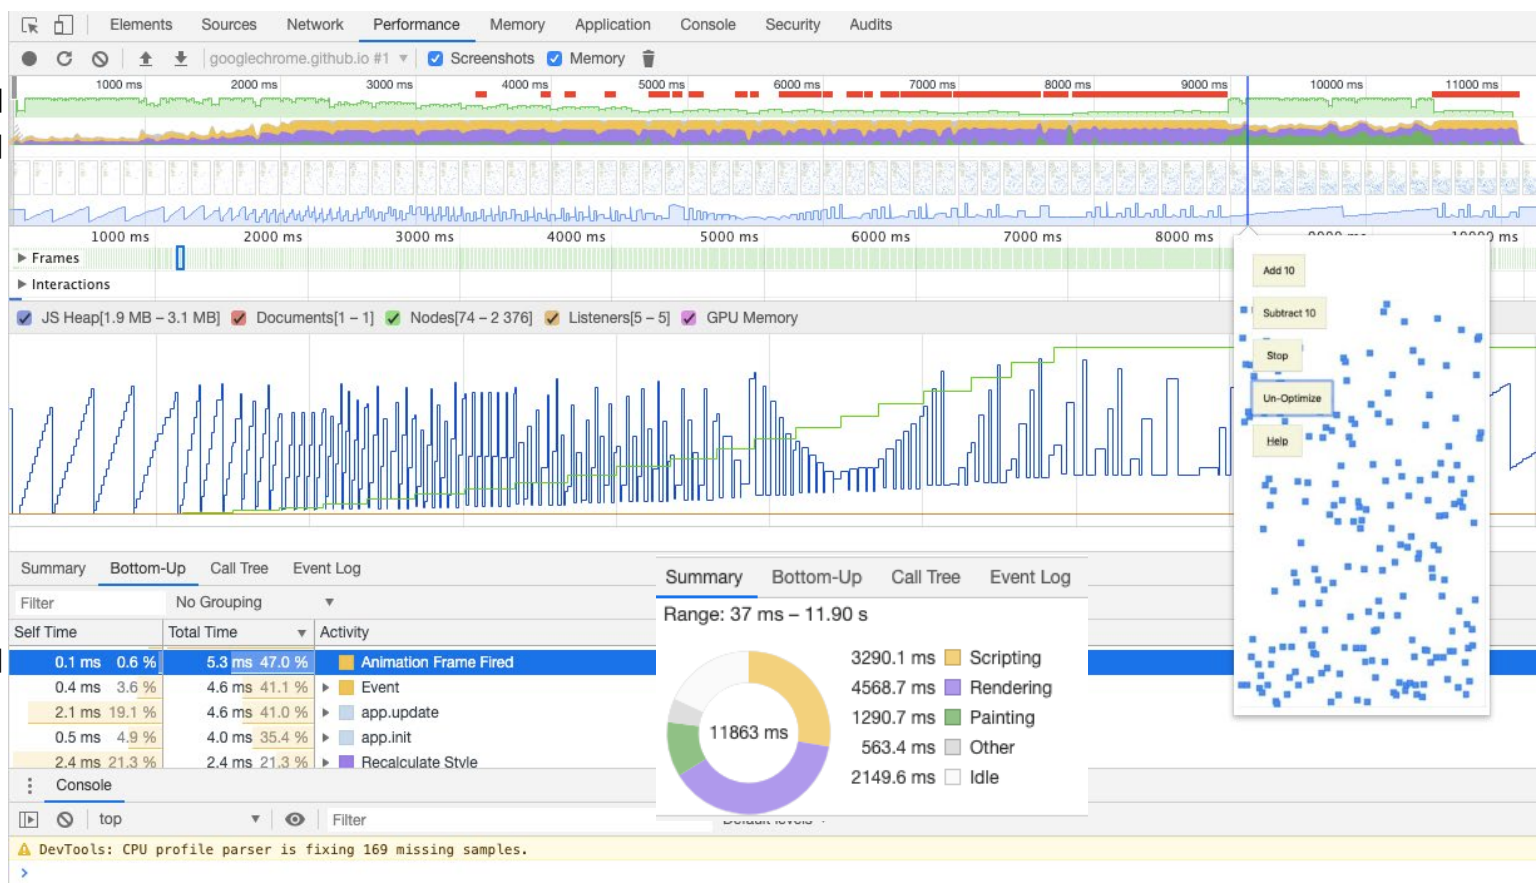 Elements Sources Network Performance Memory Application Console Security Audits
googlechrome.github.io #1 ▼ Screenshots Memory
1000 ms 2000 ms 3000 ms 4000 ms 5000 ms 6000 ms 7000 ms 8000 ms 9000 ms 10000 ms 11000 ms
1000 ms 2000 ms 3000 ms 4000 ms 5000 ms 6000 ms 7000 ms 8000 ms 9000 ms 10000 ms
Frames
Interactions
JS Heap[1.9 MB – 3.1 MB] Documents[1 – 1] Nodes[74 – 2 376] Listeners[5 – 5] GPU Memory
Add 10
Subtract 10
Stop
Un-Optimize
Help
Summary Bottom-Up Call Tree Event Log
Filter No Grouping ▼
Self Time Total Time ▼ Activity
0.1 ms 0.6 % 5.3 ms 47.0 % Animation Frame Fired
0.4 ms 3.6 % 4.6 ms 41.1 % Event
2.1 ms 19.1 % 4.6 ms 41.0 % app.update
0.5 ms 4.9 % 4.0 ms 35.4 % app.init
2.4 ms 21.3 % 2.4 ms 21.3 % Recalculate Style
Summary Bottom-Up Call Tree Event Log
Range: 37 ms – 11.90 s
11863 ms
3290.1 ms Scripting
4568.7 ms Rendering
1290.7 ms Painting
563.4 ms Other
2149.6 ms Idle
Console
top ▼ Filter Default levels
DevTools: CPU profile parser is fixing 169 missing samples.
>